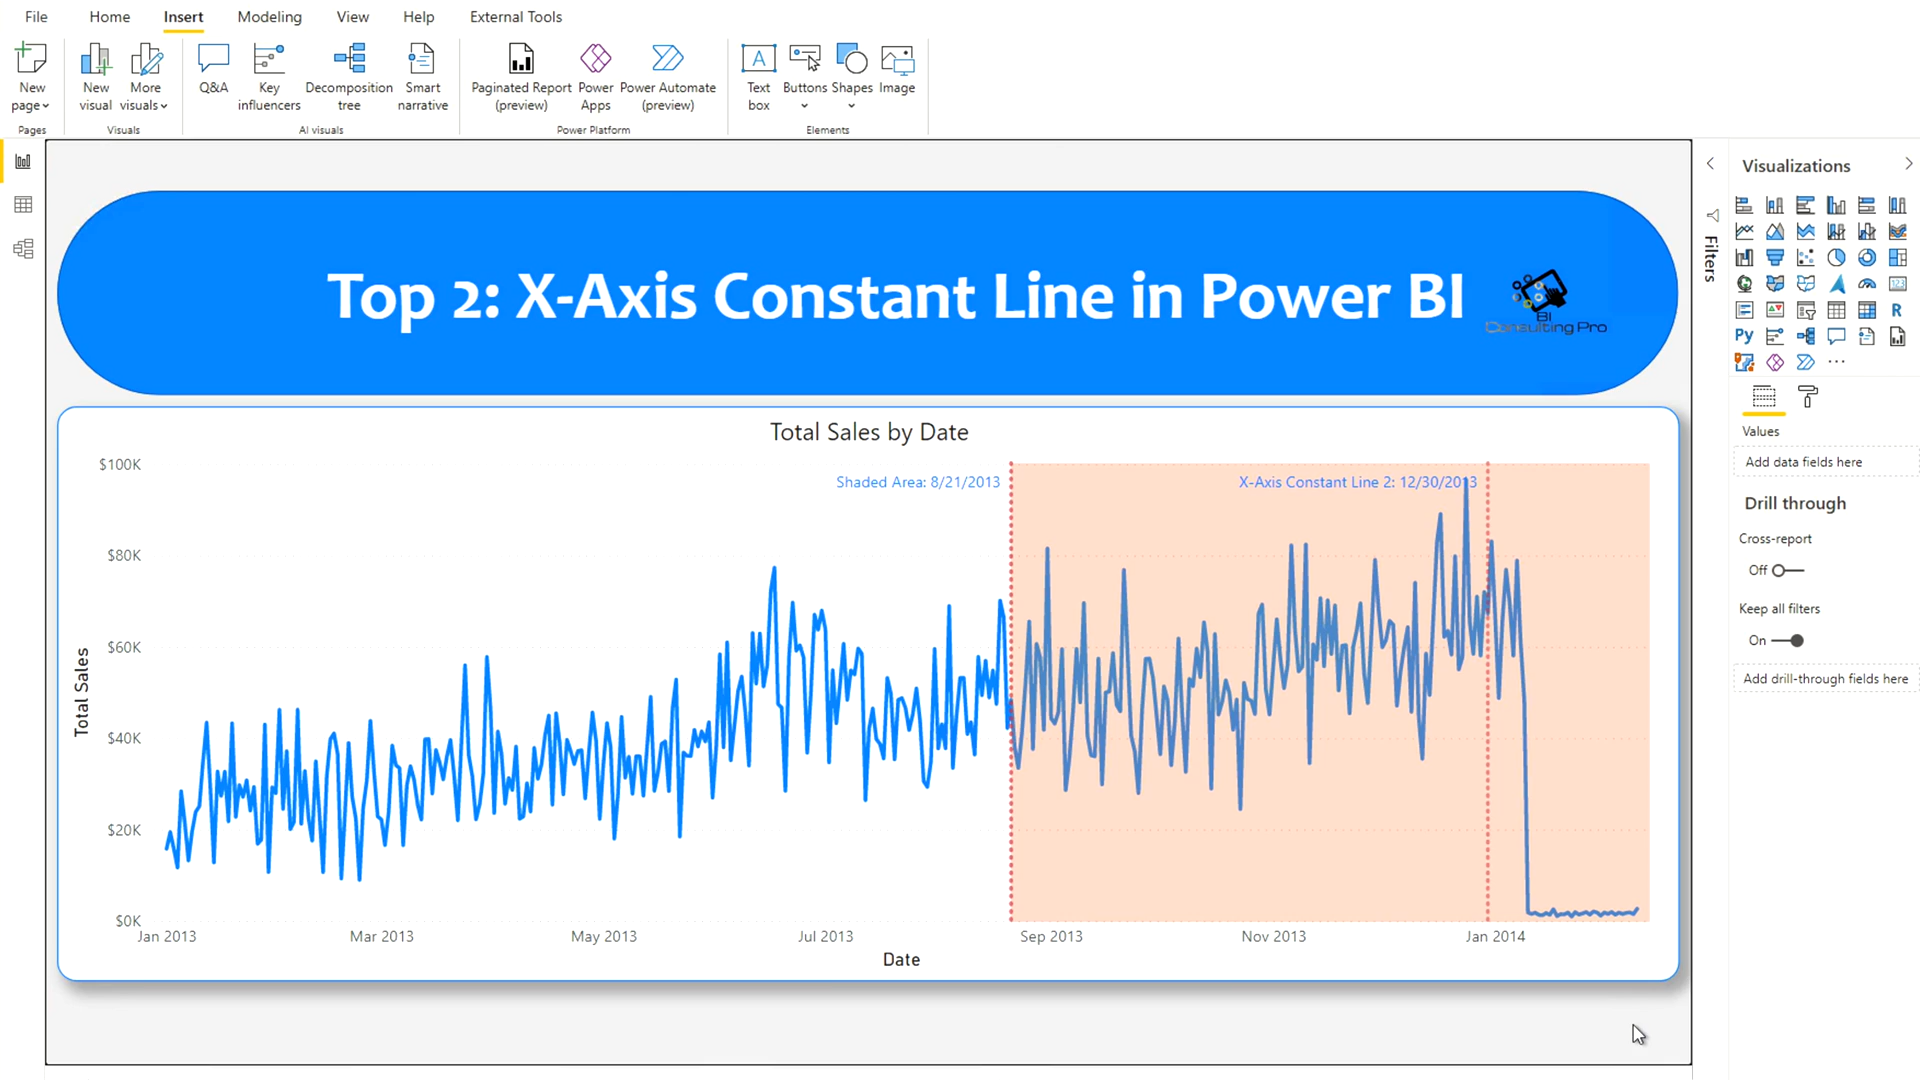 File Home Insert Modeling View Help External Tools
New page
New visual
More visuals
Q&A
Key influencers
Decomposition tree
Smart narrative
Paginated Report (preview)
Power Apps
Power Automate (preview)
Text box
Buttons
Shapes
Image
Pages Visuals AI visuals Power Platform Elements
Top 2: X-Axis Constant Line in Power BI
BI
Consulting Pro
Total Sales by Date
Shaded Area: 8/21/2013
X-Axis Constant Line 2: 12/30/2013
Total Sales
$100K
$80K
$60K
$40K
$20K
$0K
Jan 2013 Mar 2013 May 2013 Jul 2013 Sep 2013 Nov 2013 Jan 2014
Date
Filters
Visualizations
123
R
Py
Values
Add data fields here
Drill through
Cross-report
Off
Keep all filters
On
Add drill-through fields here